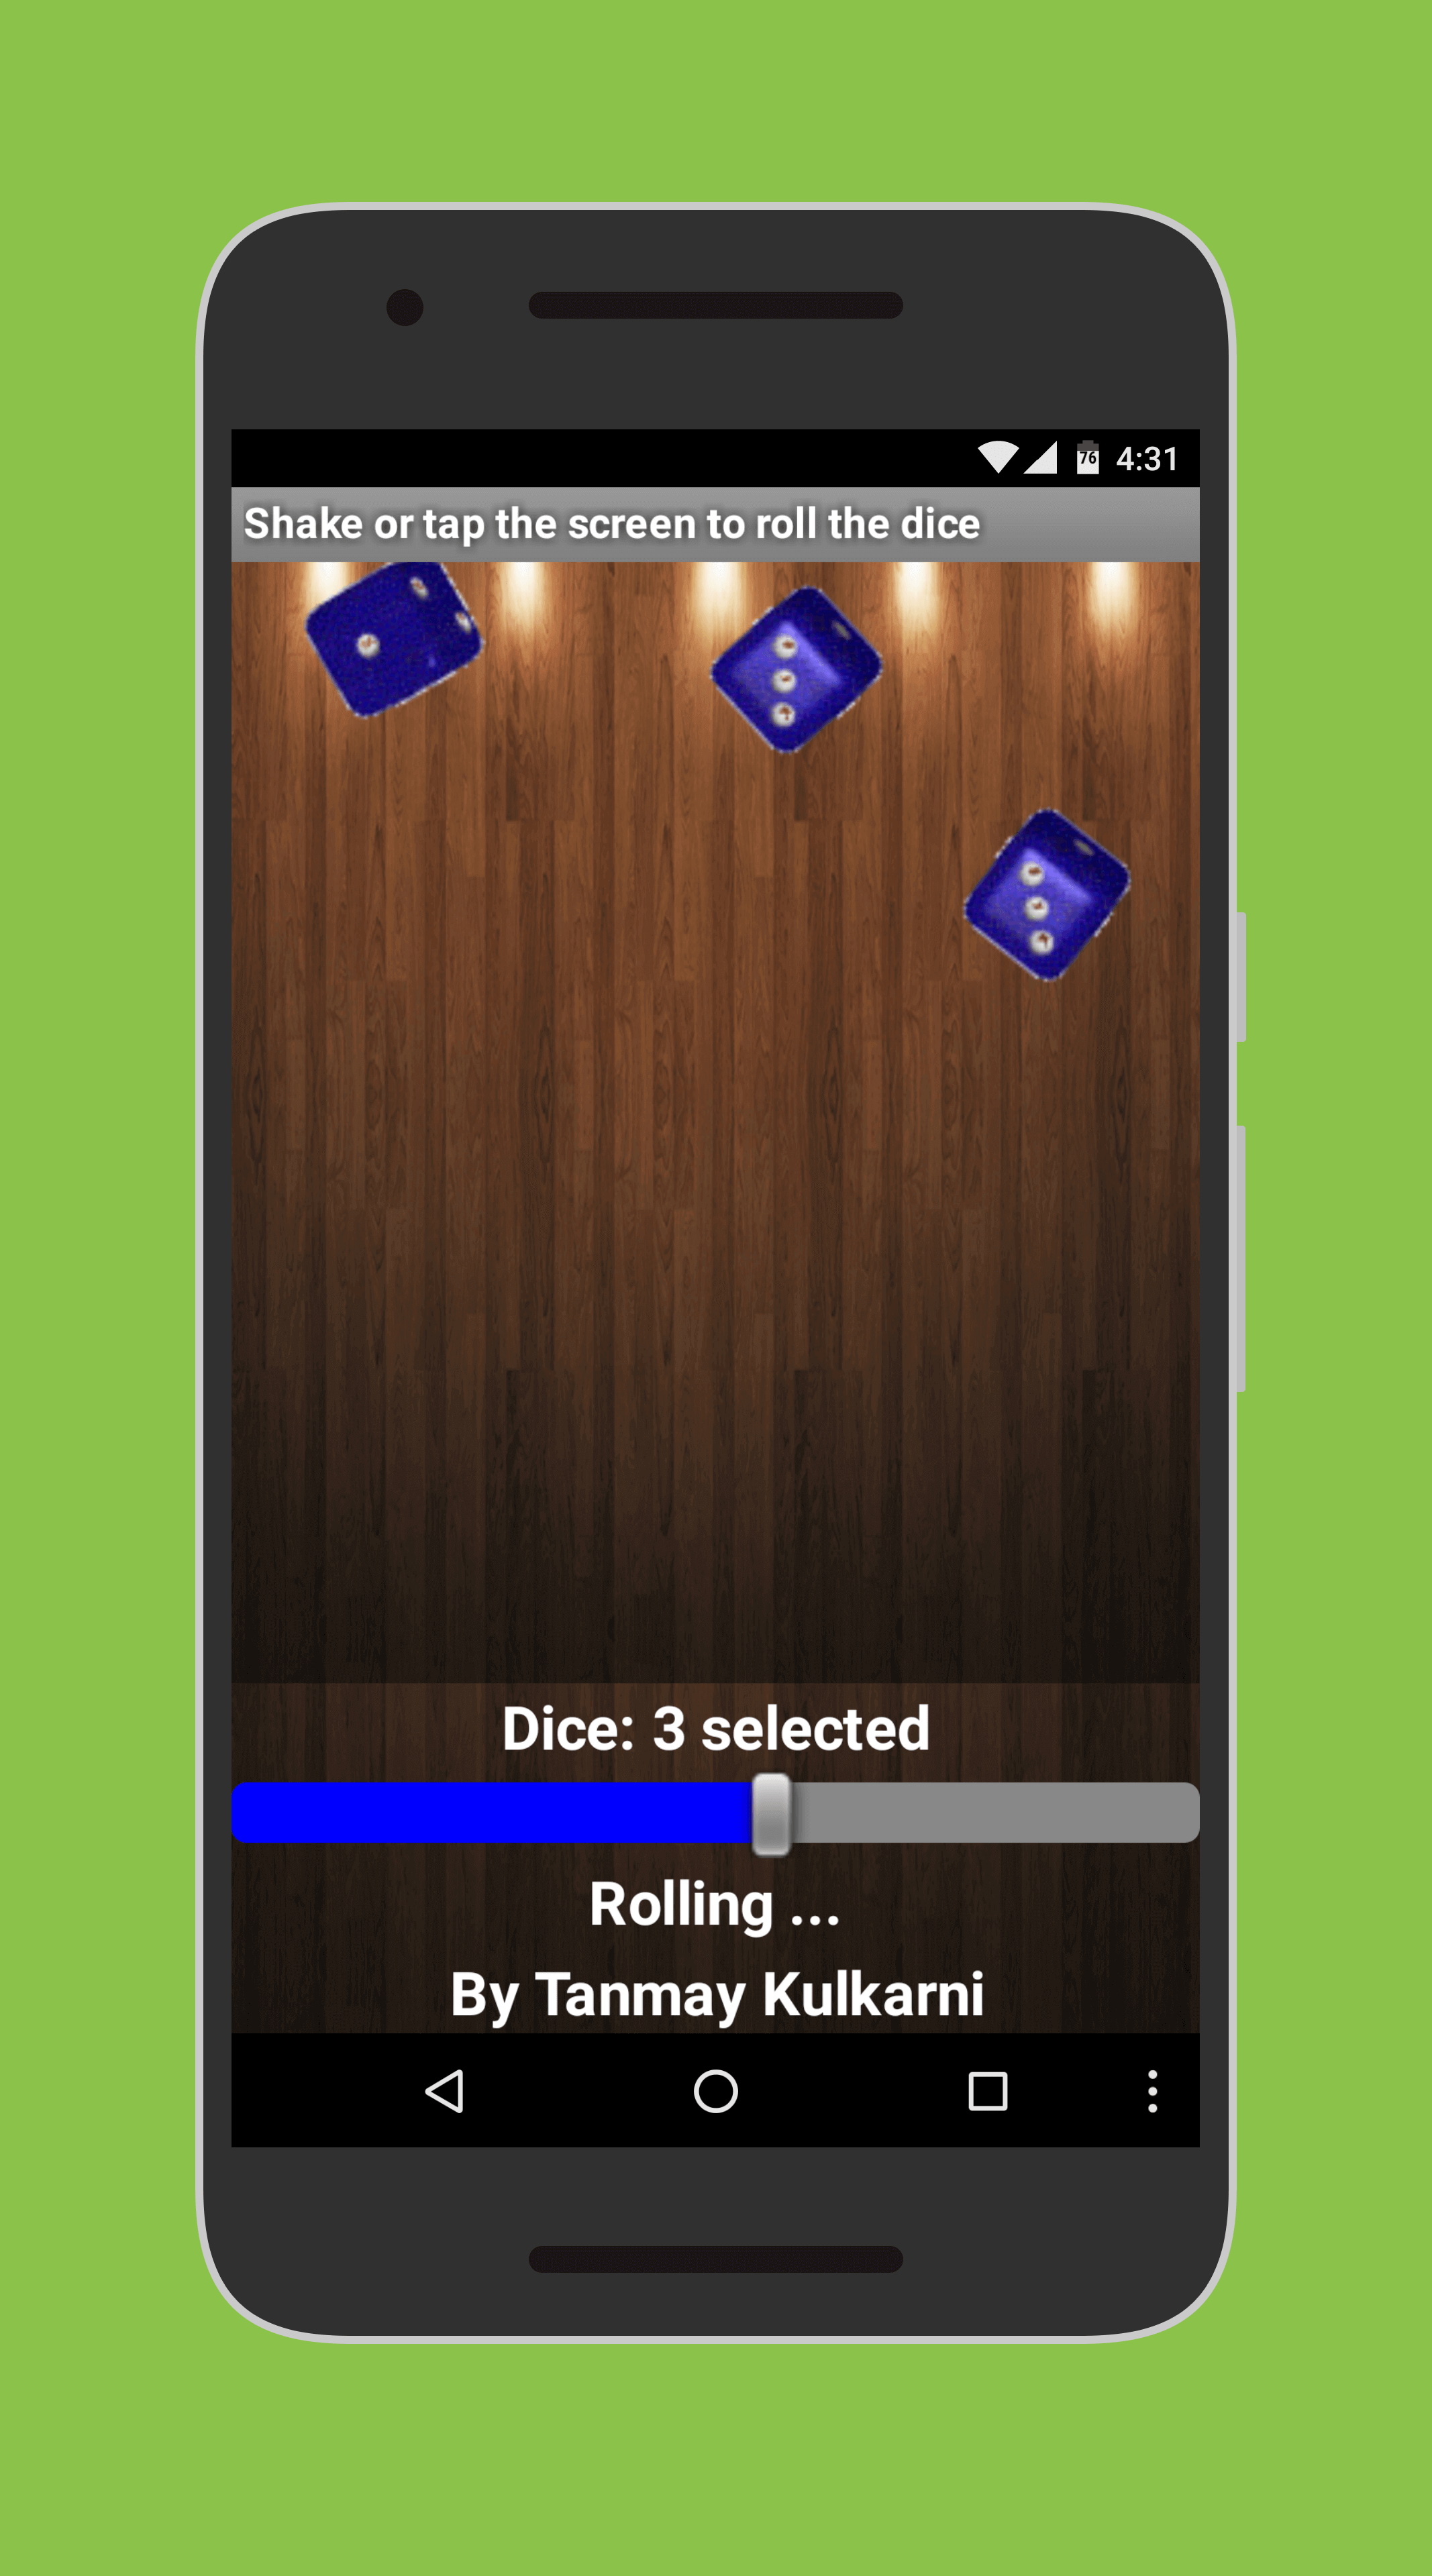 76 4:31
Shake or tap the screen to roll the dice
Dice: 3 selected
Rolling ...
By Tanmay Kulkarni